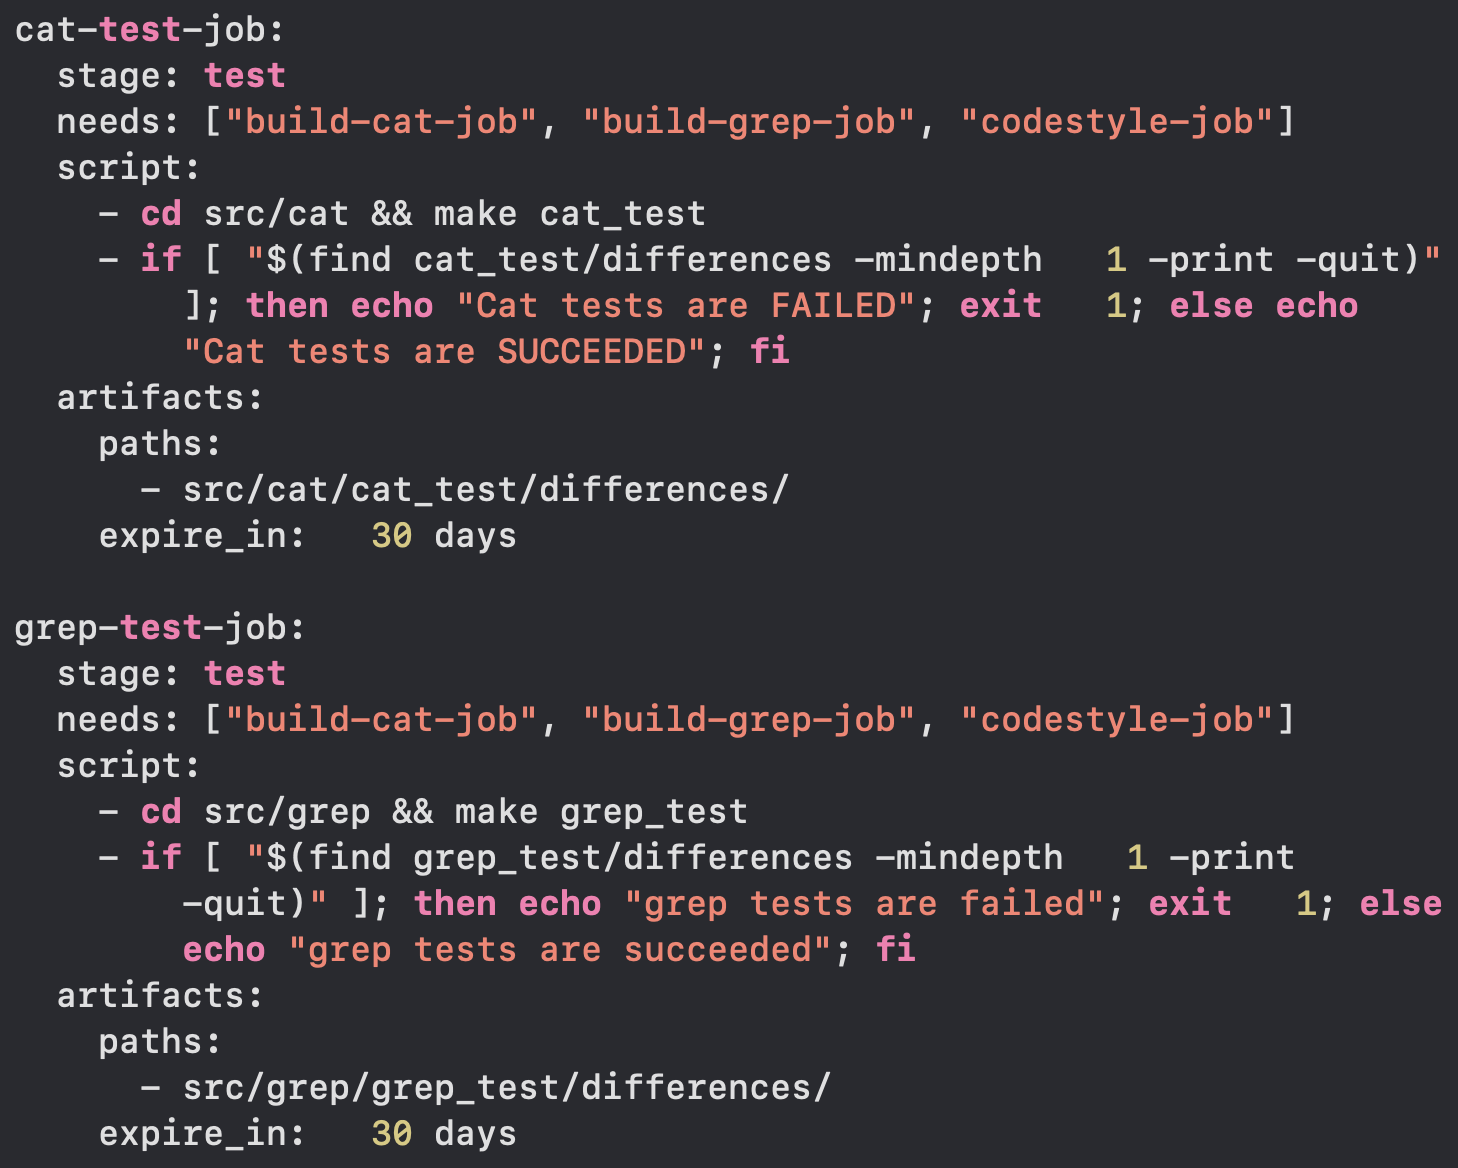 cat-test-job:
  stage: test
  needs: ["build-cat-job", "build-grep-job", "codestyle-job"]
  script:
    - cd src/cat && make cat_test
    - if [ "$(find cat_test/differences -mindepth   1 -print -quit)"
        ]; then echo "Cat tests are FAILED"; exit   1; else echo
        "Cat tests are SUCCEEDED"; fi
  artifacts:
    paths:
      - src/cat/cat_test/differences/
    expire_in:   30 days

grep-test-job:
  stage: test
  needs: ["build-cat-job", "build-grep-job", "codestyle-job"]
  script:
    - cd src/grep && make grep_test
    - if [ "$(find grep_test/differences -mindepth   1 -print
        -quit)" ]; then echo "grep tests are failed"; exit   1; else
        echo "grep tests are succeeded"; fi
  artifacts:
    paths:
      - src/grep/grep_test/differences/
    expire_in:   30 days